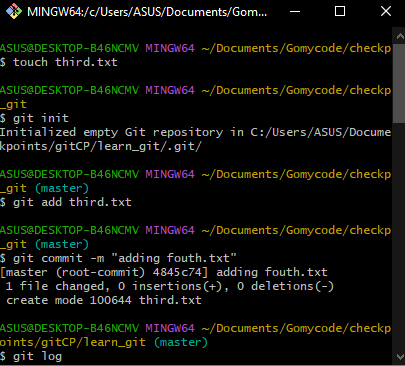 MINGW64:/c/Users/ASUS/Documents/Gomy...
ASUS@DESKTOP-B46NCMV MINGW64 ~/Documents/Gomycode/checkp
$ touch third.txt
ASUS@DESKTOP-B46NCMV MINGW64 ~/Documents/Gomycode/checkp
_git
$ git init
Initialized empty Git repository in C:/Users/ASUS/Docume
kpoints/gitCP/learn_git/.git/
ASUS@DESKTOP-B46NCMV MINGW64 ~/Documents/Gomycode/checkp
_git (master)
$ git add third.txt
ASUS@DESKTOP-B46NCMV MINGW64 ~/Documents/Gomycode/checkp
_git (master)
$ git commit -m "adding fouth.txt"
[master (root-commit) 4845c74] adding fouth.txt
1 file changed, 0 insertions(+), 0 deletions(-)
create mode 100644 third.txt
ASUS@DESKTOP-B46NCMV MINGW64 ~/Documents/Gomycode/checkp
oints/gitCP/learn_git (master)
$ git log